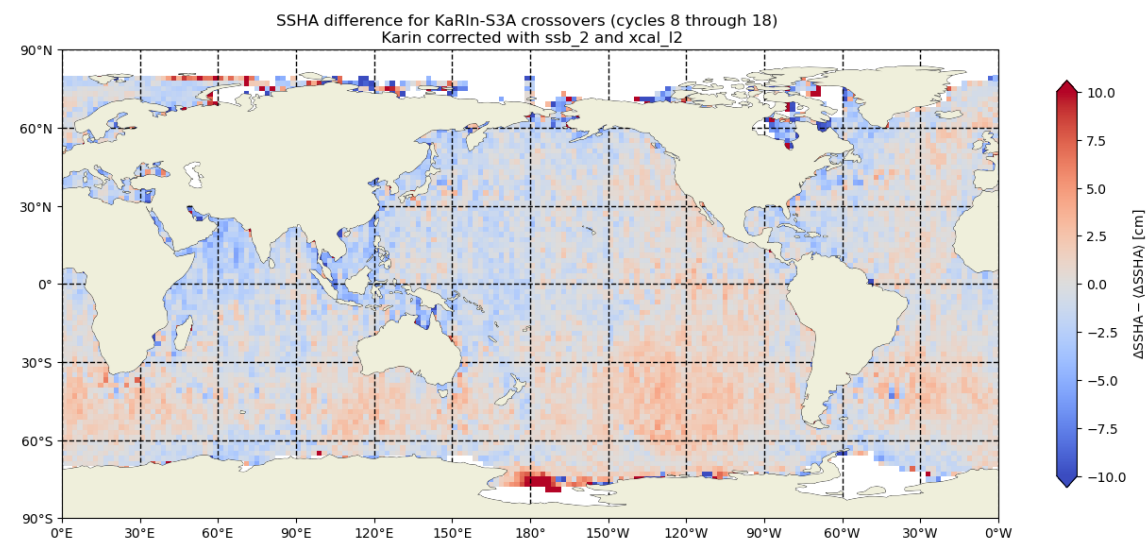 SSHA difference for KaRIn-S3A crossovers (cycles 8 through 18)
Karin corrected with ssb_2 and xcal_l2
90°N
60°N
30°N
0°
30°S
60°S
90°S
0°E
30°E
60°E
90°E
120°E
150°E
180°
150°W
120°W
90°W
60°W
30°W
0°W
10.0
7.5
5.0
2.5
0.0
−2.5
−5.0
−7.5
−10.0
ΔSSHA − ⟨ΔSSHA⟩ [cm]